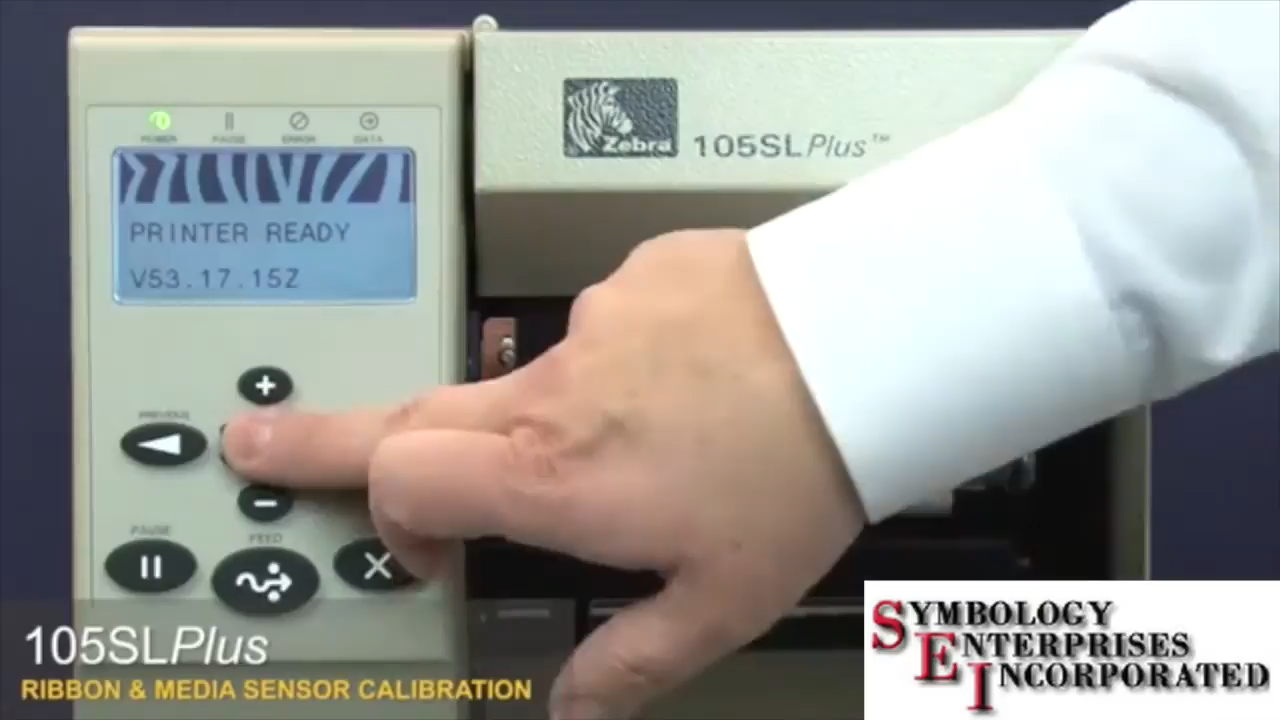 POWER PAUSE ERROR DATA
Zebra 105SLPlus™
PRINTER READY
V53.17.15Z
+
PREVIOUS
−
PAUSE FEED
105SLPlus
RIBBON & MEDIA SENSOR CALIBRATION
SYMBOLOGY
ENTERPRISES
INCORPORATED